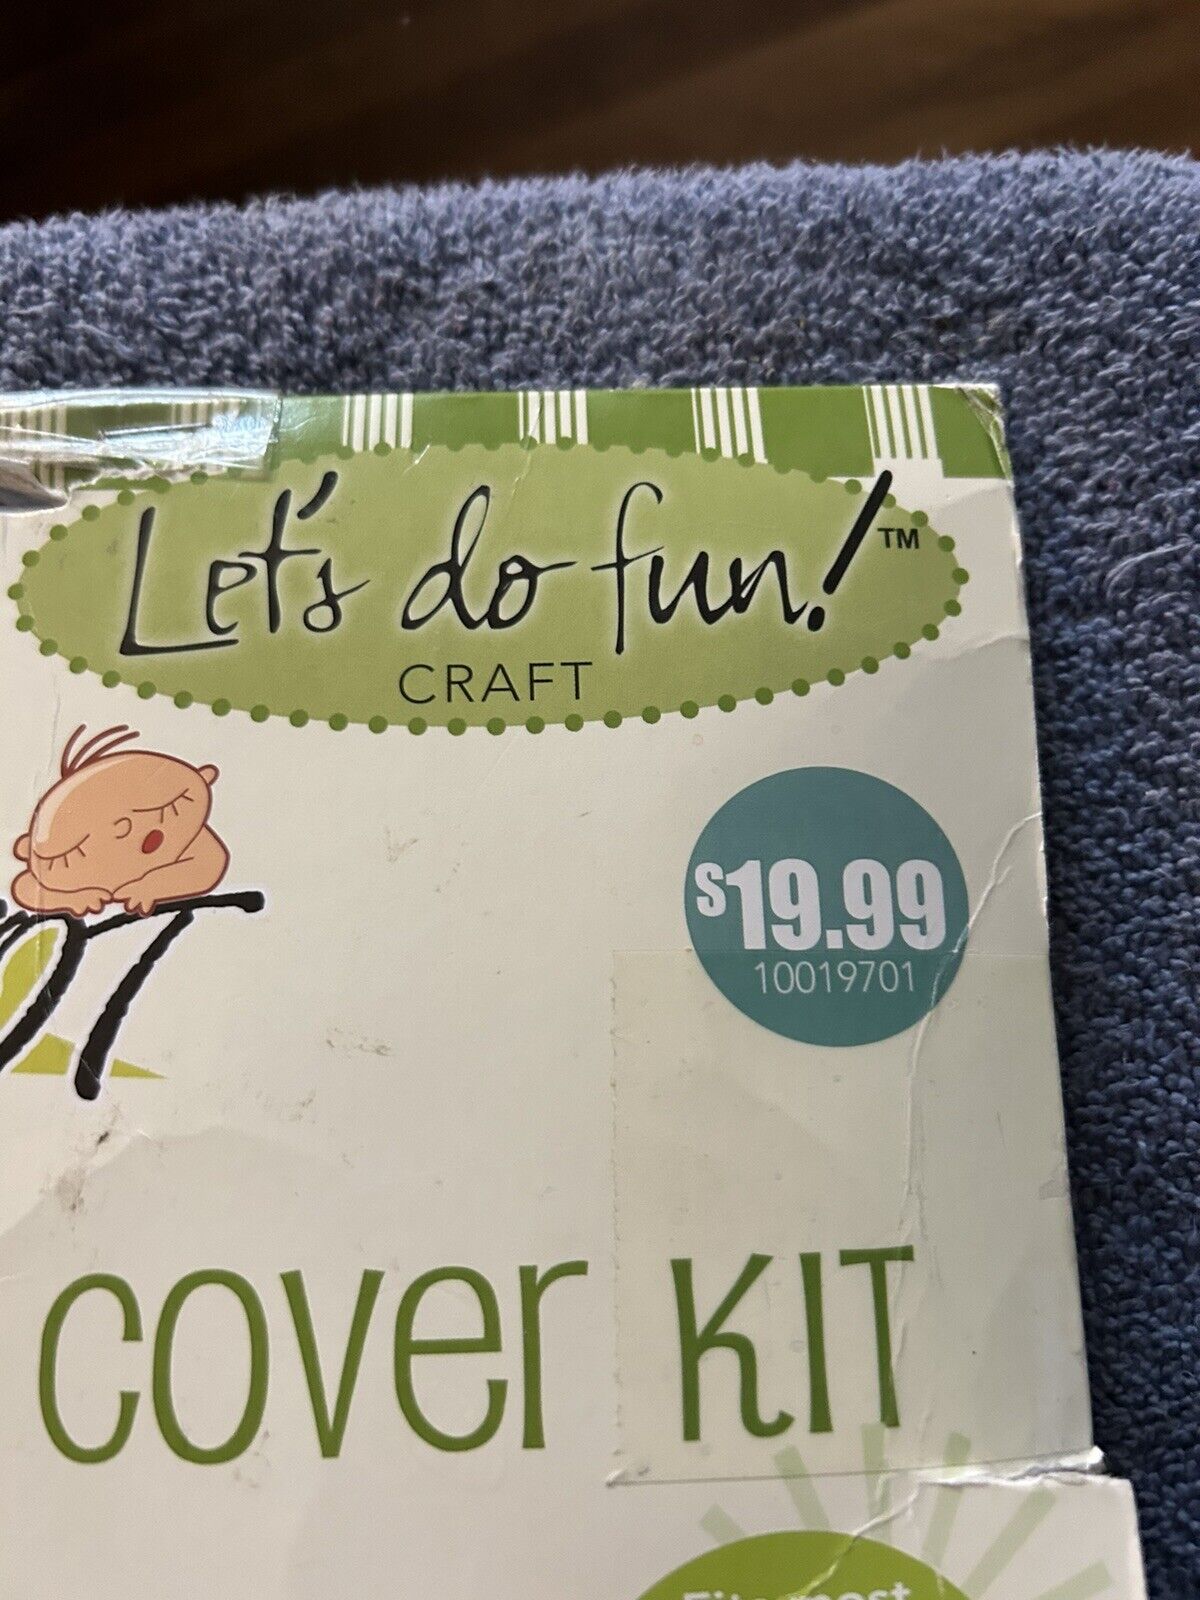 Let's do fun!™
CRAFT
$19.99
10019701
cover KIT